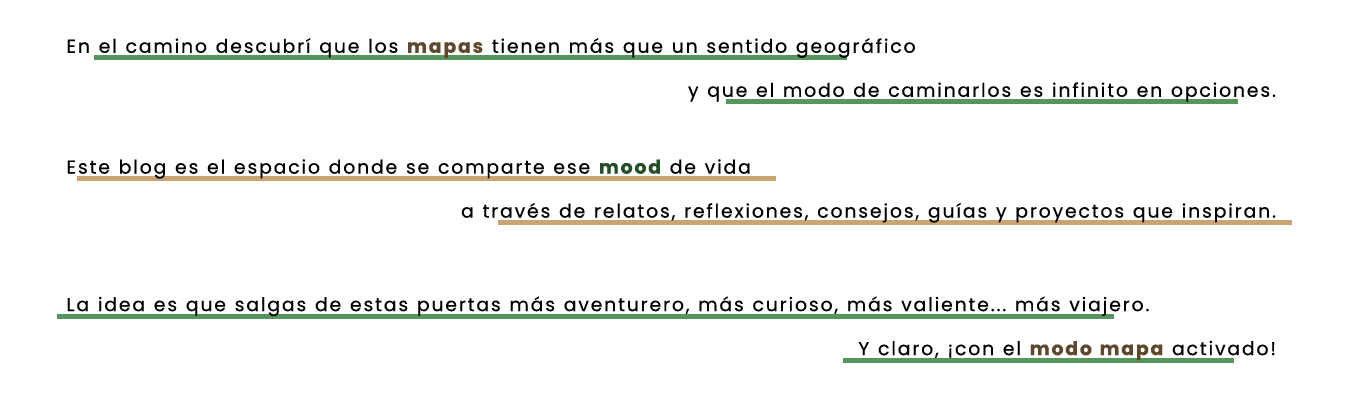 En el camino descubrí que los mapas tienen más que un sentido geográfico
y que el modo de caminarlos es infinito en opciones.
Este blog es el espacio donde se comparte ese mood de vida
a través de relatos, reflexiones, consejos, guías y proyectos que inspiran.
La idea es que salgas de estas puertas más aventurero, más curioso, más valiente... más viajero.
Y claro, ¡con el modo mapa activado!